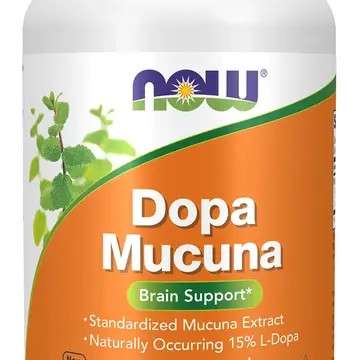 NOW
Dopa
Mucuna
Brain Support*
•Standardized Mucuna Extract
•Naturally Occurring 15% L-Dopa